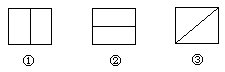 ① ② ③